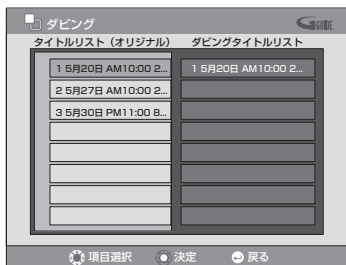 ダビング
GGUIDE
タイトルリスト（オリジナル） ダビングタイトルリスト
1 5月20日 AM10:00 2... 1 5月20日 AM10:00 2...
2 5月27日 AM10:00 2...
3 5月30日 PM11:00 8...
項目選択 決定 戻る